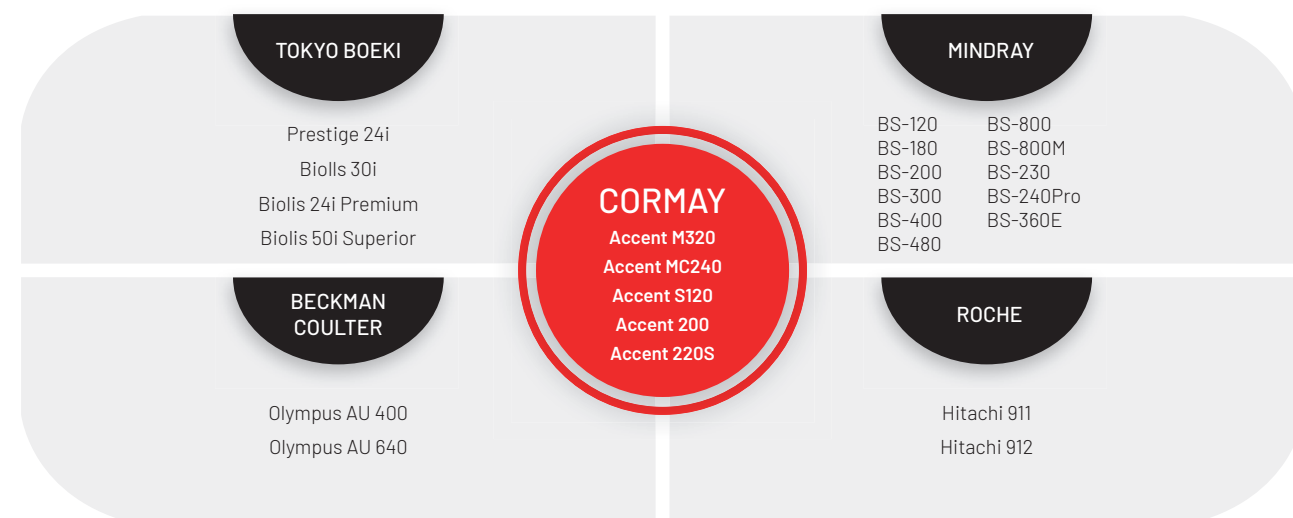 TOKYO BOEKI
Prestige 24i
Biolls 30i
Biolis 24i Premium
Biolis 50i Superior
MINDRAY
BS-120
BS-180
BS-200
BS-300
BS-400
BS-480
BS-800
BS-800M
BS-230
BS-240Pro
BS-360E
CORMAY
Accent M320
Accent MC240
Accent S120
Accent 200
Accent 220S
BECKMAN
COULTER
Olympus AU 400
Olympus AU 640
ROCHE
Hitachi 911
Hitachi 912